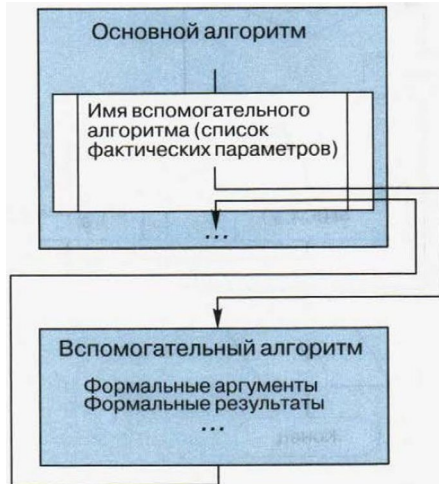 Основной алгоритм
Имя вспомогательного
алгоритма (список
фактических параметров)
...
Вспомогательный алгоритм
Формальные аргументы
Формальные результаты
...